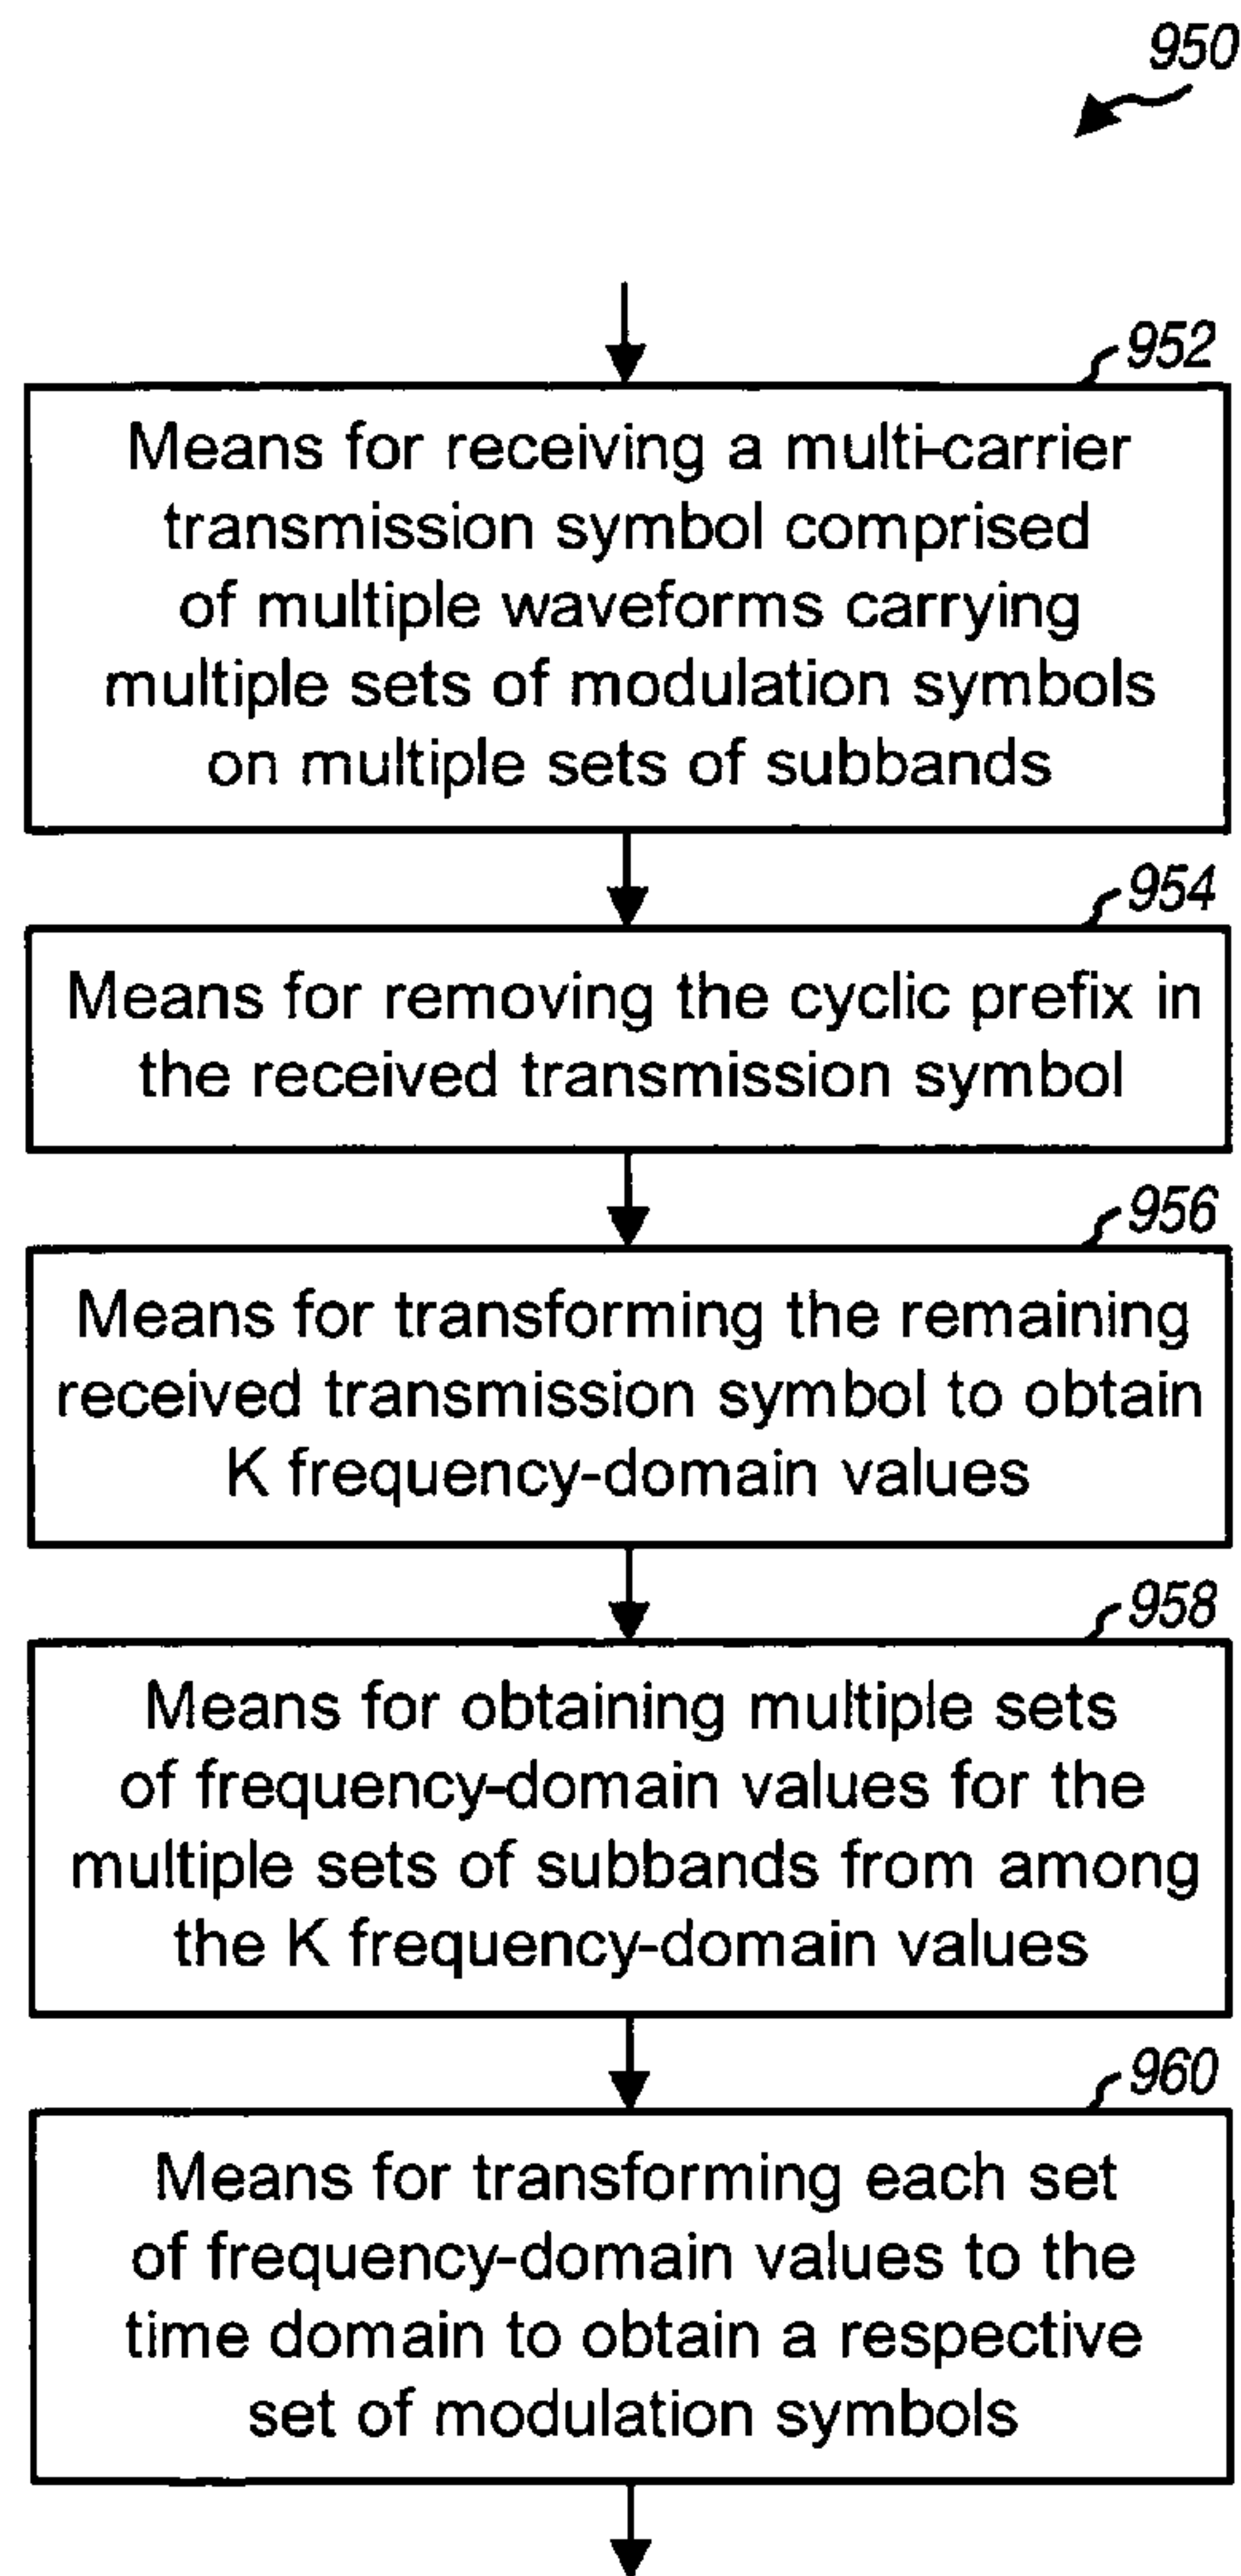 950
952
Means for receiving a multi-carrier
transmission symbol comprised
of multiple waveforms carrying
multiple sets of modulation symbols
on multiple sets of subbands
954
Means for removing the cyclic prefix in
the received transmission symbol
956
Means for transforming the remaining
received transmission symbol to obtain
K frequency-domain values
958
Means for obtaining multiple sets
of frequency-domain values for the
multiple sets of subbands from among
the K frequency-domain values
960
Means for transforming each set
of frequency-domain values to the
time domain to obtain a respective
set of modulation symbols